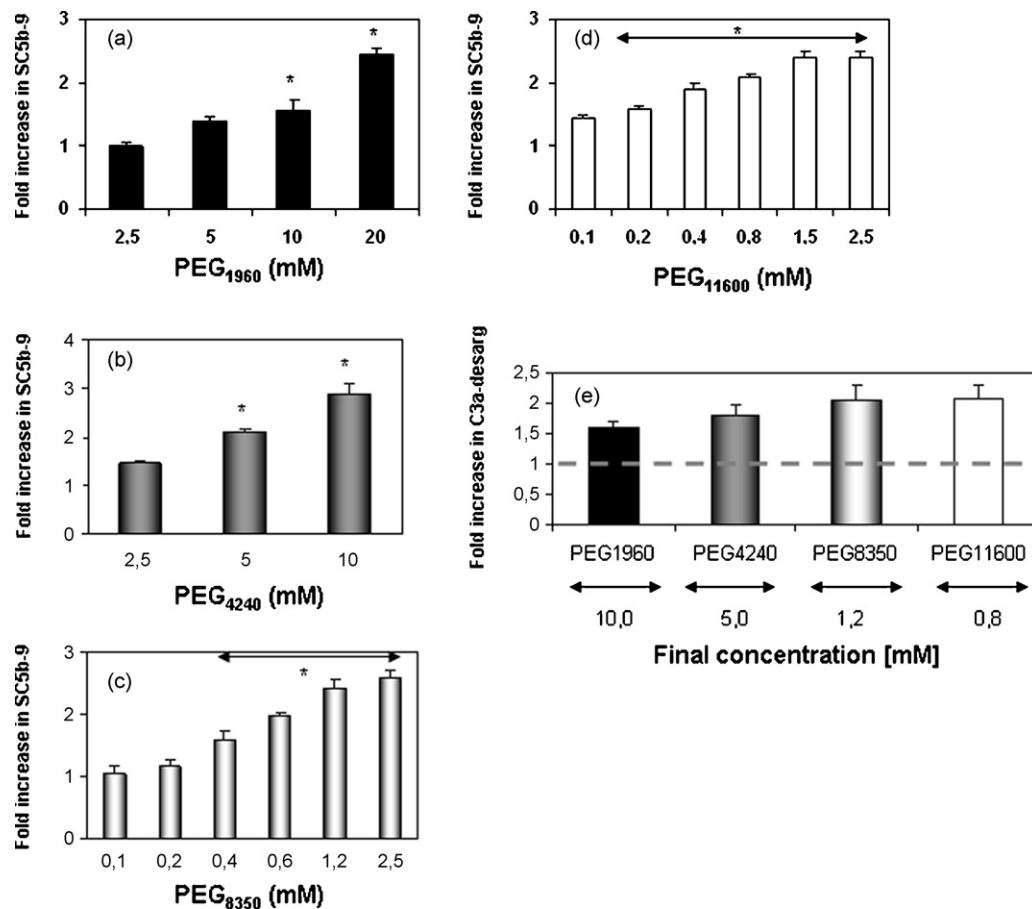 (a)
Fold increase in SC5b-9
3
2
1
0
* *
2,5 5 10 20
PEG1960 (mM)
(b)
Fold increase in SC5b-9
4
3
2
1
0
* *
2,5 5 10
PEG4240 (mM)
(c)
Fold increase in SC5b-9
3
2
1
0
*
0,1 0,2 0,4 0,6 1,2 2,5
PEG8350 (mM)
(d)
Fold increase in SC5b-9
3
2
1
0
*
0,1 0,2 0,4 0,8 1,5 2,5
PEG11600 (mM)
(e)
Fold increase in C3a-desarg
2,5
2
1,5
1
0,5
0
PEG1960 PEG4240 PEG8350 PEG11600
10,0 5,0 1,2 0,8
Final concentration [mM]